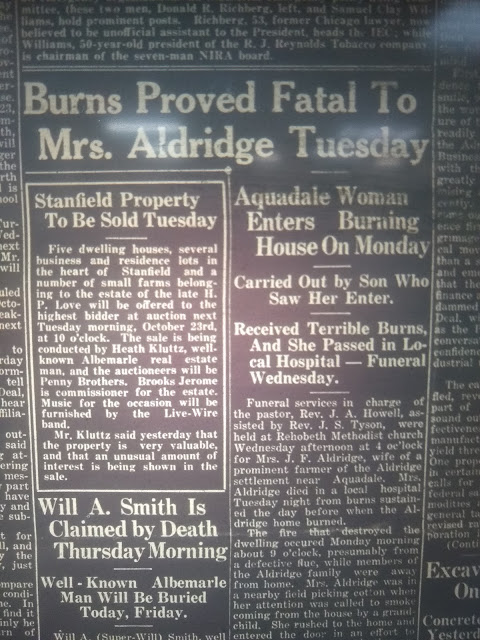 mittee, these two men, Donald R. Richberg, left, and Samuel Clay Wil-
liams, hold prominent posts. Richberg, 53, former Chicago lawyer, now
believed to be unofficial assistant to the President, heads the IEC; while
Williams, 50-year-old president of the R. J. Reynolds Tobacco company
is chairman of the seven-man NIRA board.
Burns Proved Fatal To
Mrs. Aldridge Tuesday
Stanfield Property
To Be Sold Tuesday
Five dwelling houses, several
business and residence lots in
the heart of Stanfield and a
number of small farms belong-
ing to the estate of the late H.
P. Love will be offered to the
highest bidder at auction next
Tuesday morning, October 23rd,
at 10 o'clock. The sale is being
conducted by Heath Kluttz, well-
known Albemarle real estate
man, and the auctioneers will be
Penny Brothers. Brooks Jerome
is commissioner for the estate.
Music for the occasion will be
furnished by the Live-Wire
band.
Mr. Kluttz said yesterday that
the property is very valuable,
and that an unusual amount of
interest is being shown in the
sale.
Will A. Smith Is
Claimed by Death
Thursday Morning
Well - Known Albemarle
Man Will Be Buried
Today, Friday.
Will A. (Super-Will) Smith, well
Aquadale Woman
Enters Burning
House On Monday
Carried Out by Son Who
Saw Her Enter.
Received Terrible Burns,
And She Passed in Lo-
cal Hospital — Funeral
Wednesday.
Funeral services in charge of
the pastor, Rev. J. A. Howell, as-
sisted by Rev. J. S. Tyson, were
held at Rehobeth Methodist church
Wednesday afternoon at 4 o'clock
for Mrs. J. F. Aldridge, wife of a
prominent farmer of the Aldridge
settlement near Aquadale. Mrs.
Aldridge died in a local hospital
Tuesday night from burns sustain-
ed the day before when the Al-
dridge home burned.
The fire that destroyed the
dwelling occured Monday morning
about 9 o'clock, presumably from
a defective flue, while members of
the Aldridge family were away
from home. Mrs. Aldridge was in
a nearby field picking cotton when
her attention was called to smoke
coming from the house by a grand-
child. She rushed to the home and
entered the door in an effort to
Excav
On
Concrete